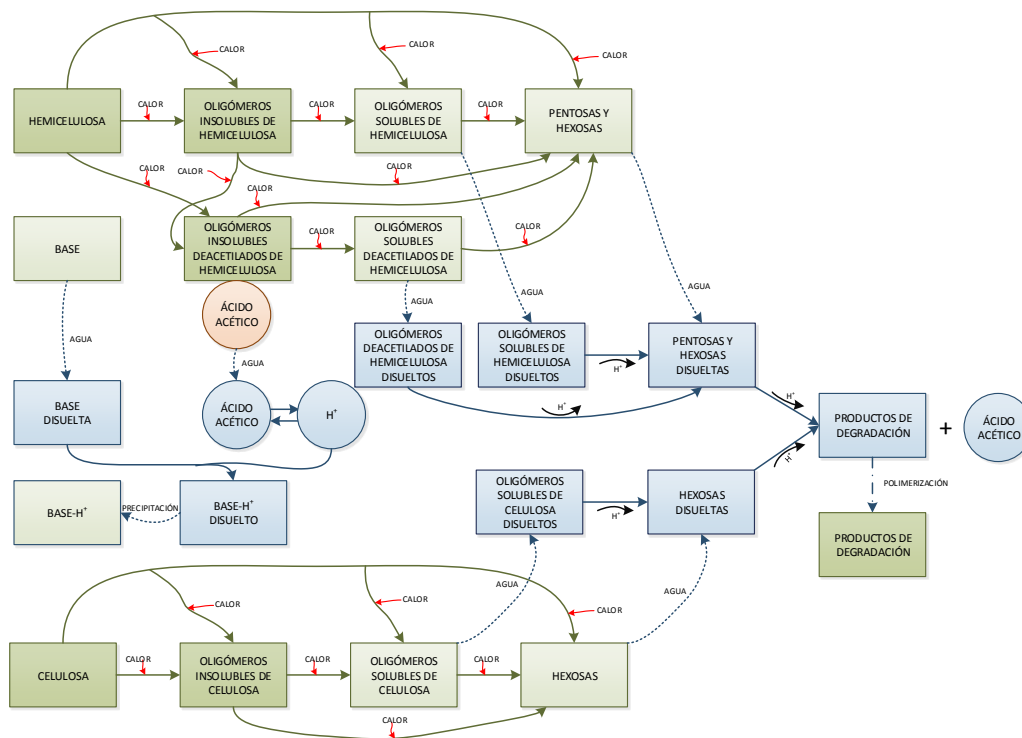 CALOR
CALOR
CALOR
HEMICELULOSA
CALOR
OLIGÓMEROS
INSOLUBLES DE
HEMICELULOSA
CALOR
OLIGÓMEROS
SOLUBLES DE
HEMICELULOSA
CALOR
PENTOSAS Y
HEXOSAS
CALOR
CALOR
CALOR
CALOR
BASE
OLIGÓMEROS
INSOLUBLES
DEACETILADOS DE
HEMICELULOSA
CALOR
OLIGÓMEROS
SOLUBLES
DEACETILADOS DE
HEMICELULOSA
CALOR
ÁCIDO
ACÉTICO
AGUA
AGUA
AGUA
AGUA
AGUA
OLIGÓMEROS
DEACETILADOS DE
HEMICELULOSA
DISUELTOS
OLIGÓMEROS
SOLUBLES DE
HEMICELULOSA
DISUELTOS
H+
PENTOSAS Y
HEXOSAS
DISUELTAS
BASE
DISUELTA
ÁCIDO
ACÉTICO
H+
H+
H+
PRODUCTOS DE
DEGRADACIÓN
+
ÁCIDO
ACÉTICO
H+
BASE-H+
PRECIPITACIÓN
BASE-H+
DISUELTO
OLIGÓMEROS
SOLUBLES DE
CELULOSA
DISUELTOS
H+
HEXOSAS
DISUELTAS
POLIMERIZACIÓN
PRODUCTOS DE
DEGRADACIÓN
AGUA
AGUA
CALOR
CALOR
CALOR
CELULOSA
CALOR
OLIGÓMEROS
INSOLUBLES DE
CELULOSA
CALOR
OLIGÓMEROS
SOLUBLES DE
CELULOSA
CALOR
HEXOSAS
CALOR